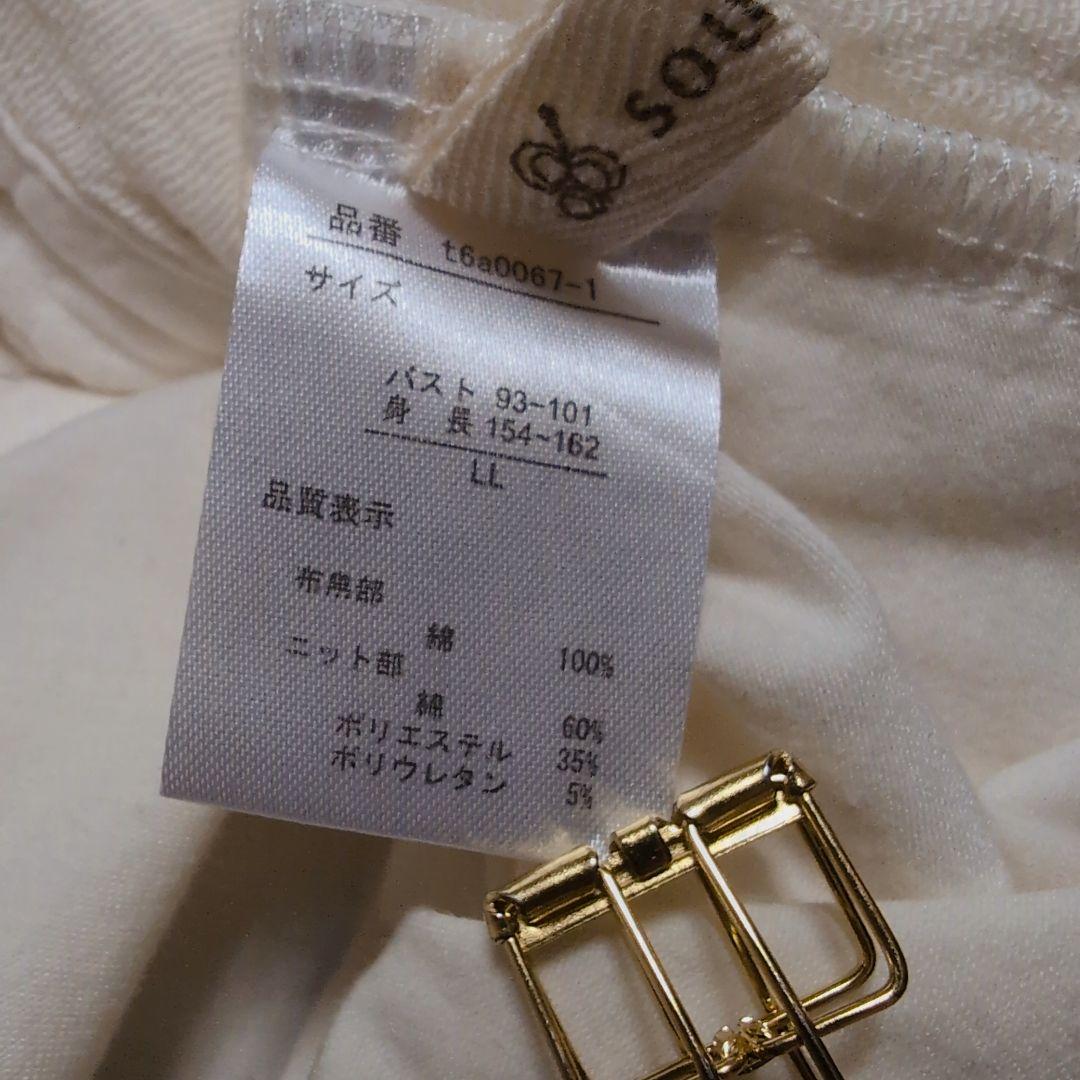 sou
品番 t6a0067-1
サイズ
バスト 93-101
身長 154~162
LL
品質表示
布帛部
綿 100%
ニット部
綿 60%
ポリエステル 35%
ポリウレタン 5%